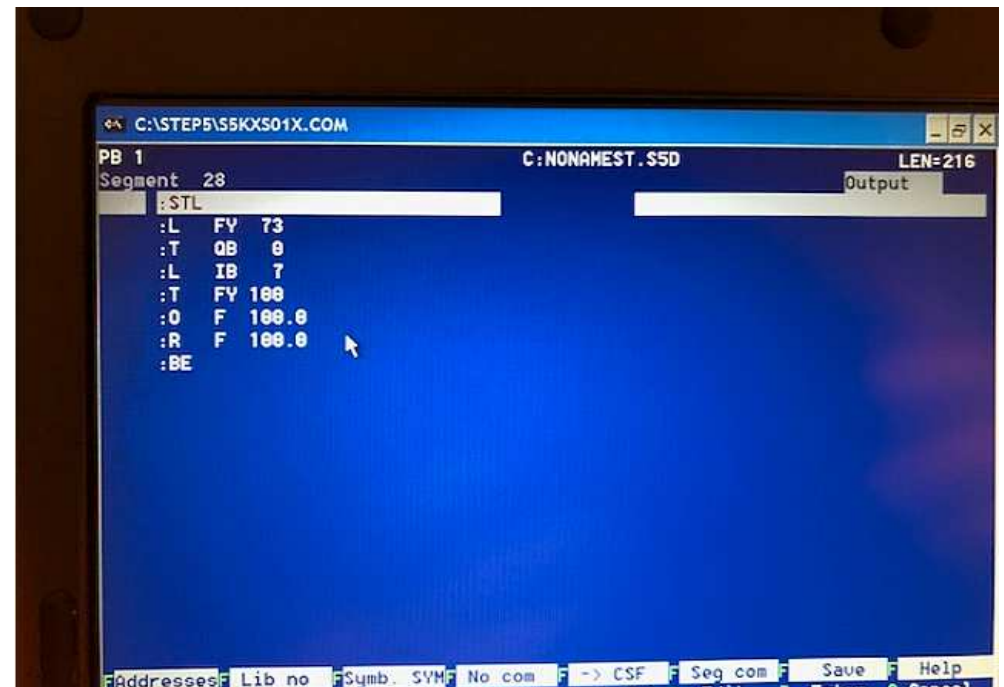 C:\STEP5\S5KXS01X.COM
PB 1 C:NONAMEST.S5D LEN=216
Segment 28 Output
:STL
:L FY 73
:T QB 0
:L IB 7
:T FY 100
:O F 100.0
:R F 100.0
:BE
F Addresses F Lib no F Symb. SYM F No com F -> CSF F Seg com F Save F Help